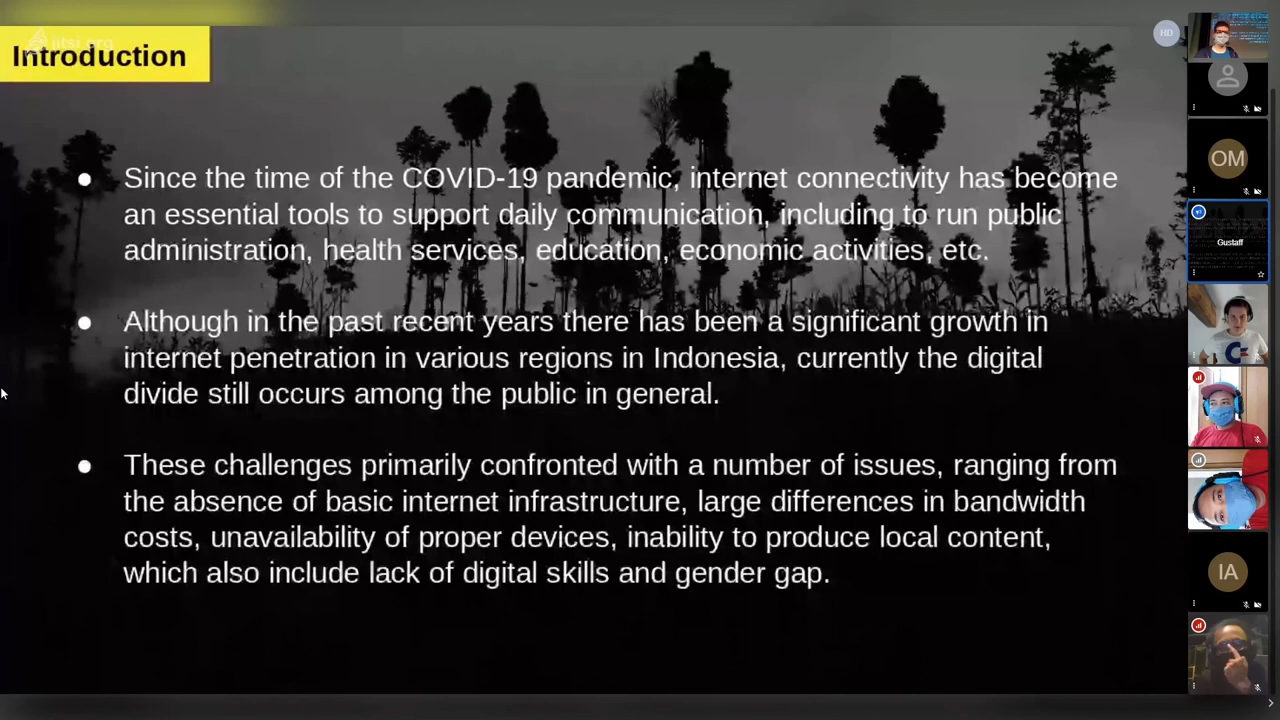 jitsi.org
Introduction
HD
Since the time of the COVID-19 pandemic, internet connectivity has become
an essential tools to support daily communication, including to run public
administration, health services, education, economic activities, etc.
Although in the past recent years there has been a significant growth in
internet penetration in various regions in Indonesia, currently the digital
divide still occurs among the public in general.
These challenges primarily confronted with a number of issues, ranging from
the absence of basic internet infrastructure, large differences in bandwidth
costs, unavailability of proper devices, inability to produce local content,
which also include lack of digital skills and gender gap.
OM
Gustaff
IA